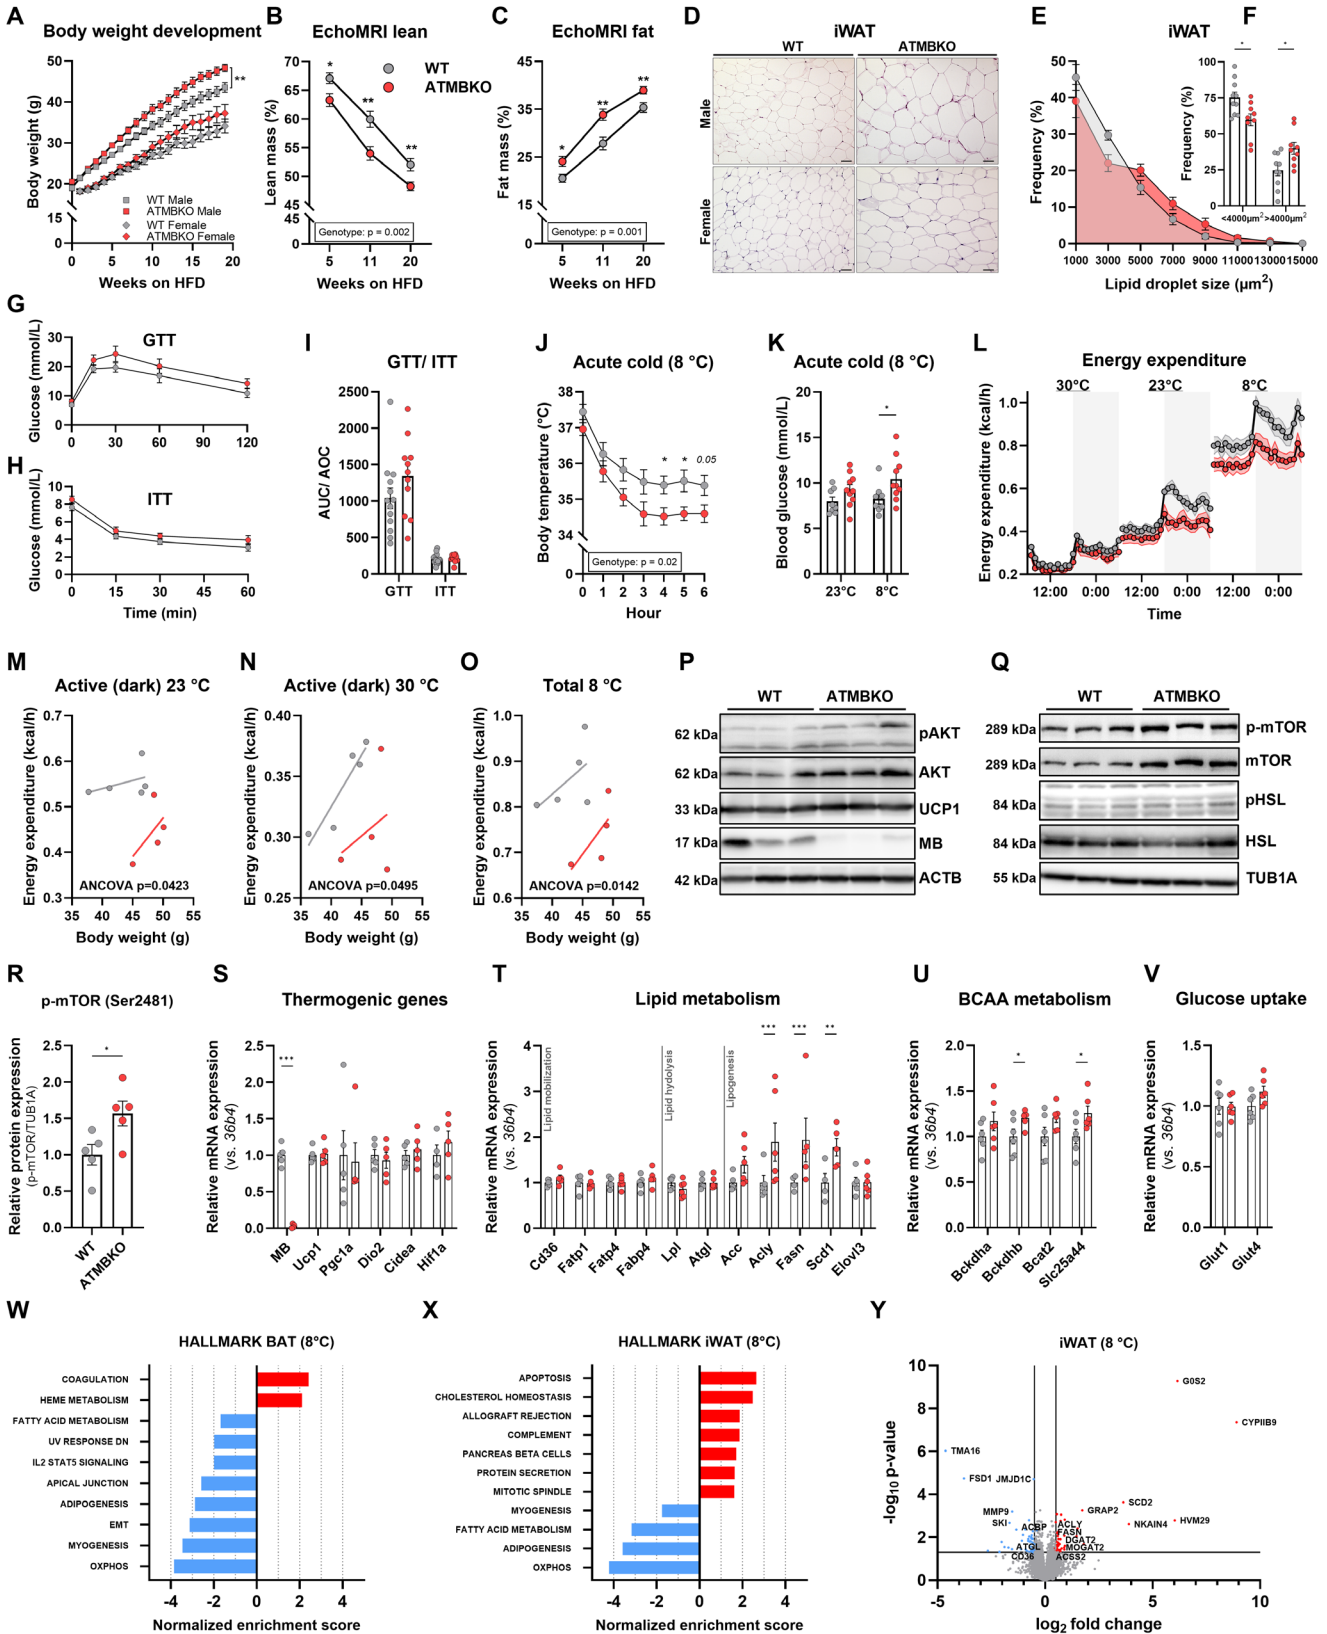 A
Body weight development
Body weight (g)
50
40
30
20
15
0
WT Male
ATMBKO Male
WT Female
ATMBKO Female
**
0 5 10 15 20
Weeks on HFD
B
EchoMRI lean
WT
ATMBKO
Lean mass (%)
70
65
60
55
50
45
45
0
*
**
**
Genotype: p = 0.002
5 11 20
Weeks on HFD
C
EchoMRI fat
Fat mass (%)
45
35
25
15
15
0
*
**
**
Genotype: p = 0.001
5 11 20
Weeks on HFD
D
iWAT
WT ATMBKO
Male
Female
E
iWAT
Frequency (%)
50
40
30
20
10
0
1000 3000 5000 7000 9000 11000 13000 15000
Lipid droplet size (µm²)
F
Frequency (%)
100
75
50
25
0
* *
<4000µm² >4000µm²
G
GTT
Glucose (mmol/L)
30
20
10
0
0 30 60 90 120
H
ITT
Glucose (mmol/L)
10
8
6
4
2
0
0 15 30 45 60
Time (min)
I
GTT/ ITT
AUC/ AOC
2500
2000
1500
1000
500
0
GTT ITT
J
Acute cold (8 °C)
Body temperature (°C)
38
37
36
35
34
0
* * 0.05
Genotype: p = 0.02
0 1 2 3 4 5 6
Hour
K
Acute cold (8 °C)
Blood glucose (mmol/L)
20
15
10
5
0
*
23°C 8°C
L
Energy expenditure
30°C 23°C 8°C
Energy expenditure (kcal/h)
1.0
0.8
0.6
0.4
0.2
12:00 0:00 12:00 0:00 12:00 0:00
Time
M
Active (dark) 23 °C
Energy expenditure (kcal/h)
0.7
0.6
0.5
0.4
0.3
ANCOVA p=0.0423
35 40 45 50 55
Body weight (g)
N
Active (dark) 30 °C
Energy expenditure (kcal/h)
0.40
0.35
0.30
0.25
ANCOVA p=0.0495
35 40 45 50 55
Body weight (g)
O
Total 8 °C
Energy expenditure (kcal/h)
1.0
0.9
0.8
0.7
0.6
ANCOVA p=0.0142
35 40 45 50 55
Body weight (g)
P
WT ATMBKO
62 kDa pAKT
62 kDa AKT
33 kDa UCP1
17 kDa MB
42 kDa ACTB
Q
WT ATMBKO
289 kDa p-mTOR
289 kDa mTOR
84 kDa pHSL
84 kDa HSL
55 kDa TUB1A
R
p-mTOR (Ser2481)
Relative protein expression
(p-mTOR/TUB1A)
2.5
2.0
1.5
1.0
0.5
0.0
*
WT
ATMBKO
S
Thermogenic genes
Relative mRNA expression
(vs. 36b4)
2.5
2.0
1.5
1.0
0.5
0.0
***
MB
Ucp1
Pgc1a
Dio2
Cidea
Hif1a
T
Lipid metabolism
Relative mRNA expression
(vs. 36b4)
4
3
2
1
0
Lipid mobilization
Lipid hydolysis
Lipogenesis
*** *** **
Cd36
Fatp1
Fatp4
Fabp4
Lpl
Atgl
Acc
Acly
Fasn
Scd1
Elovl3
U
BCAA metabolism
Relative mRNA expression
(vs. 36b4)
2.0
1.5
1.0
0.5
0.0
* *
Bckdha
Bckdhb
Bcat2
Slc25a44
V
Glucose uptake
Relative mRNA expression
(vs. 36b4)
1.5
1.0
0.5
0.0
Glut1
Glut4
W
HALLMARK BAT (8°C)
COAGULATION
HEME METABOLISM
FATTY ACID METABOLISM
UV RESPONSE DN
IL2 STAT5 SIGNALING
APICAL JUNCTION
ADIPOGENESIS
EMT
MYOGENESIS
OXPHOS
-4 -2 0 2 4
Normalized enrichment score
X
HALLMARK iWAT (8°C)
APOPTOSIS
CHOLESTEROL HOMEOSTASIS
ALLOGRAFT REJECTION
COMPLEMENT
PANCREAS BETA CELLS
PROTEIN SECRETION
MITOTIC SPINDLE
MYOGENESIS
FATTY ACID METABOLISM
ADIPOGENESIS
OXPHOS
-4 -2 0 2 4
Normalized enrichment score
Y
iWAT (8 °C)
-log10 p-value
10
8
6
4
2
0
G0S2
CYPIIB9
TMA16
FSD1 JMJD1C
SCD2
MMP9 GRAP2
SKI ACBP ACLY NKAIN4 HVM29
FASN
DGAT2
ATGL MOGAT2
CD36 ACSS2
-5 0 5 10
log2 fold change